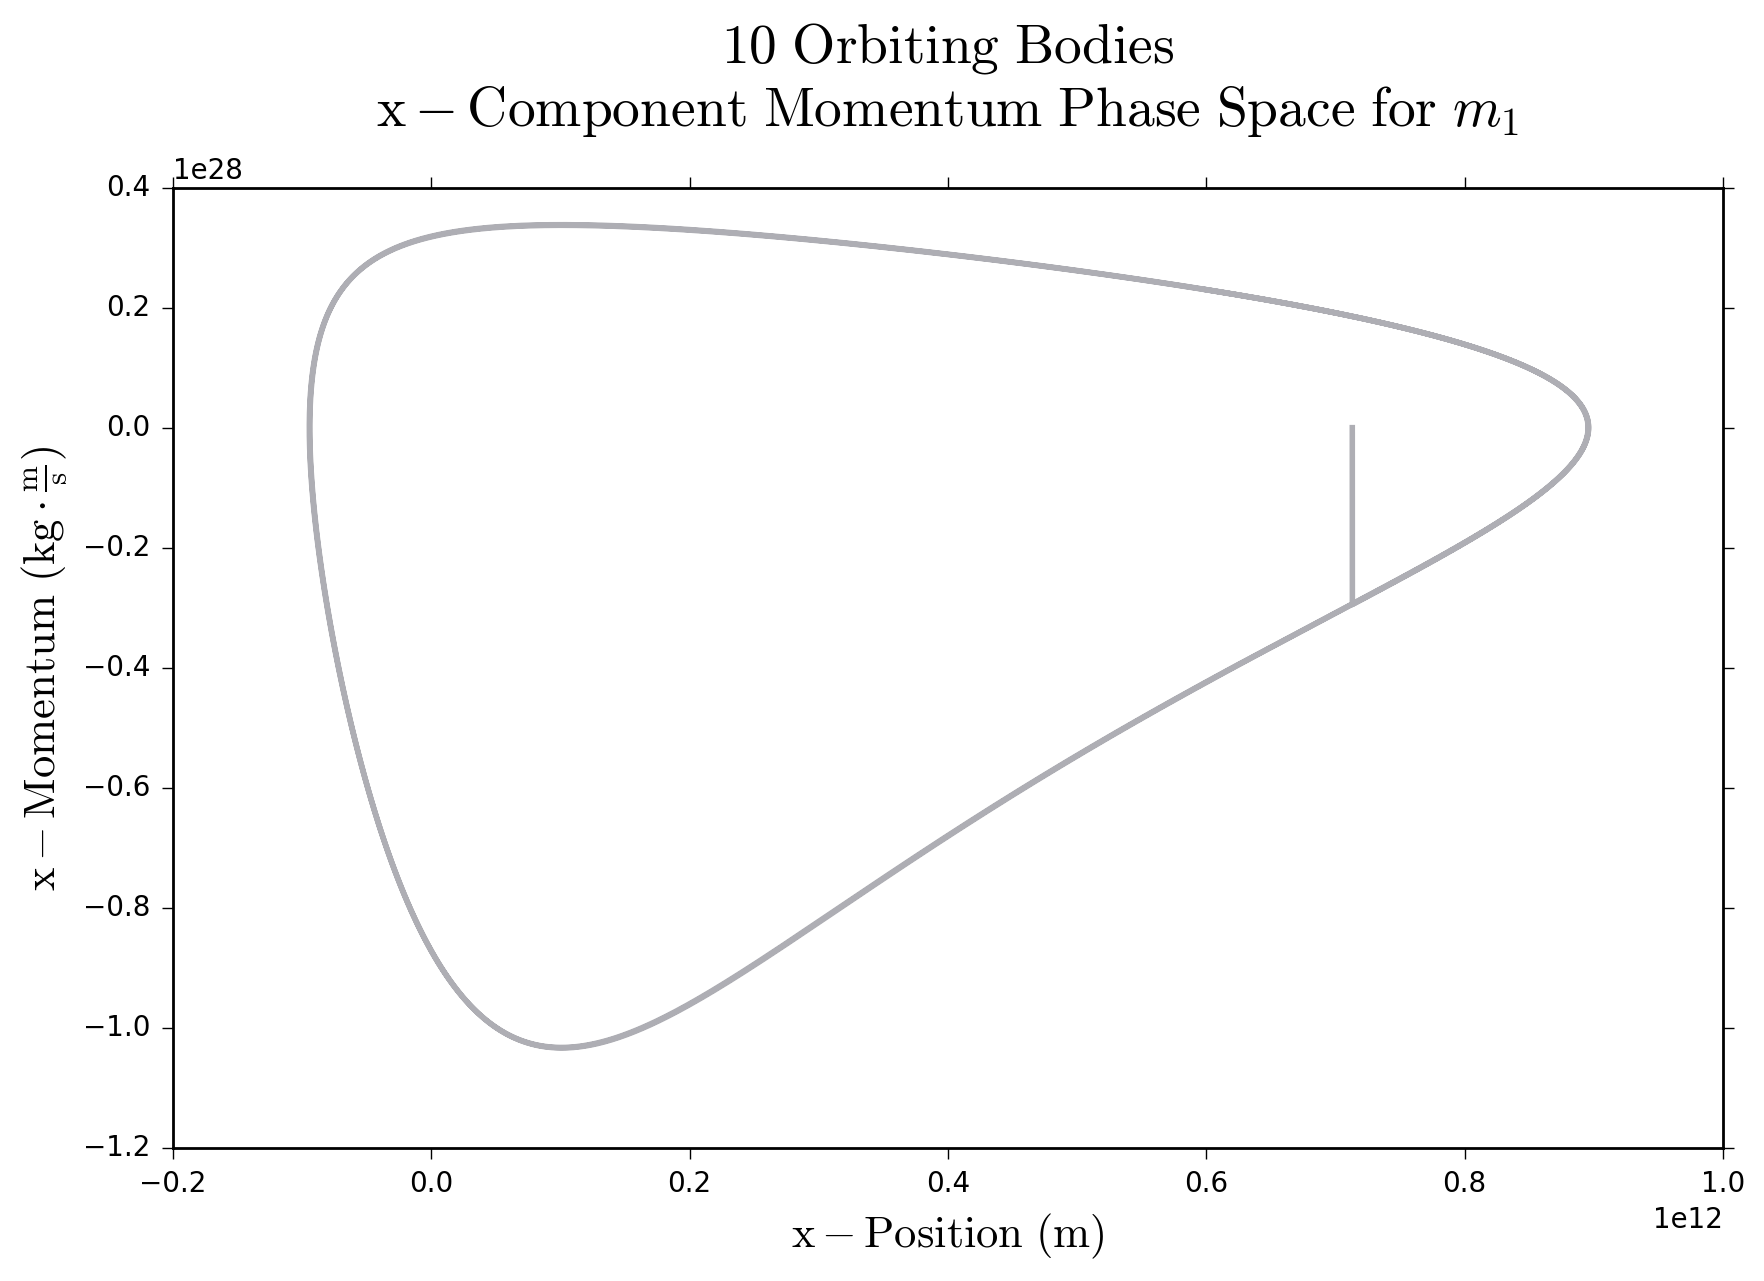 10 Orbiting Bodies
x – Component Momentum Phase Space for m₁
1e28
0.4
0.2
0.0
−0.2
−0.4
−0.6
−0.8
−1.0
−1.2
x – Momentum (kg · m/s)
−0.2 0.0 0.2 0.4 0.6 0.8 1.0
1e12
x – Position (m)